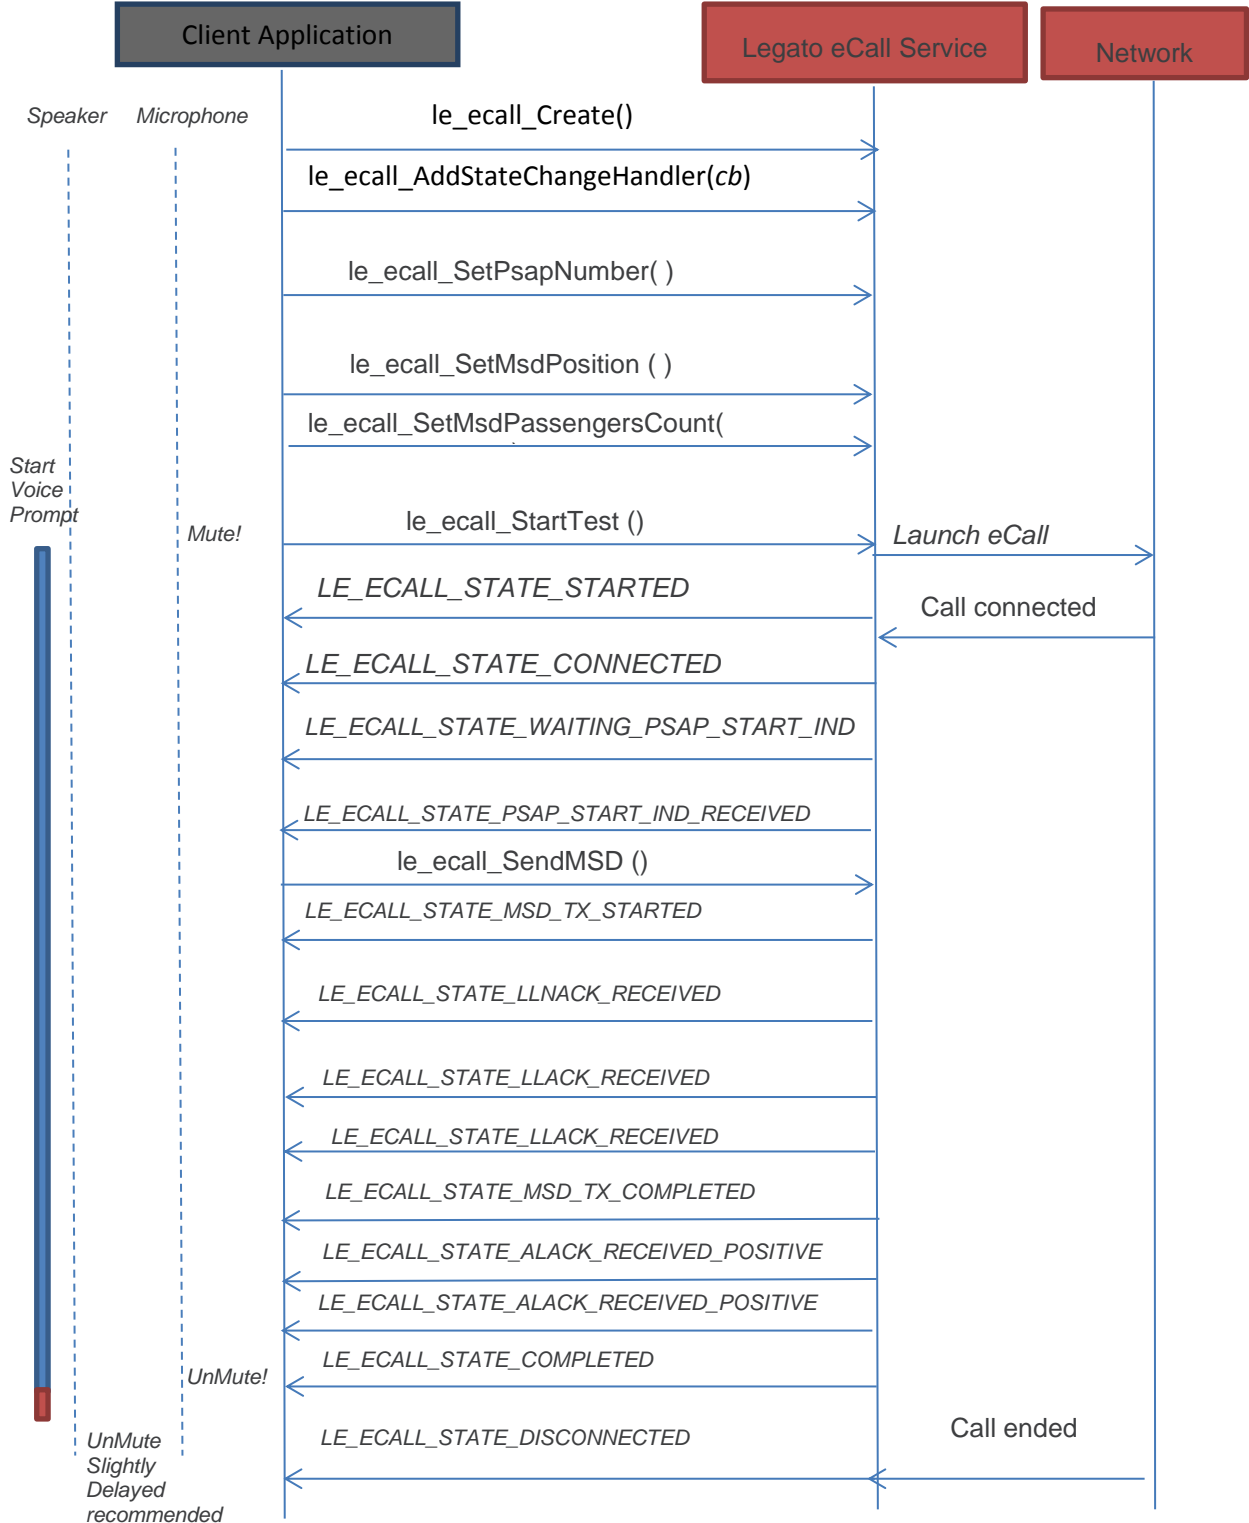 Client Application
Legato eCall Service
Network
Speaker
Microphone
le_ecall_Create()
le_ecall_AddStateChangeHandler(cb)
le_ecall_SetPsapNumber( )
le_ecall_SetMsdPosition ( )
le_ecall_SetMsdPassengersCount(
Start
Voice
Prompt
Mute!
le_ecall_StartTest ()
Launch eCall
LE_ECALL_STATE_STARTED
Call connected
LE_ECALL_STATE_CONNECTED
LE_ECALL_STATE_WAITING_PSAP_START_IND
LE_ECALL_STATE_PSAP_START_IND_RECEIVED
le_ecall_SendMSD ()
LE_ECALL_STATE_MSD_TX_STARTED
LE_ECALL_STATE_LLNACK_RECEIVED
LE_ECALL_STATE_LLACK_RECEIVED
LE_ECALL_STATE_LLACK_RECEIVED
LE_ECALL_STATE_MSD_TX_COMPLETED
LE_ECALL_STATE_ALACK_RECEIVED_POSITIVE
LE_ECALL_STATE_ALACK_RECEIVED_POSITIVE
LE_ECALL_STATE_COMPLETED
UnMute!
Call ended
LE_ECALL_STATE_DISCONNECTED
UnMute
Slightly
Delayed
recommended